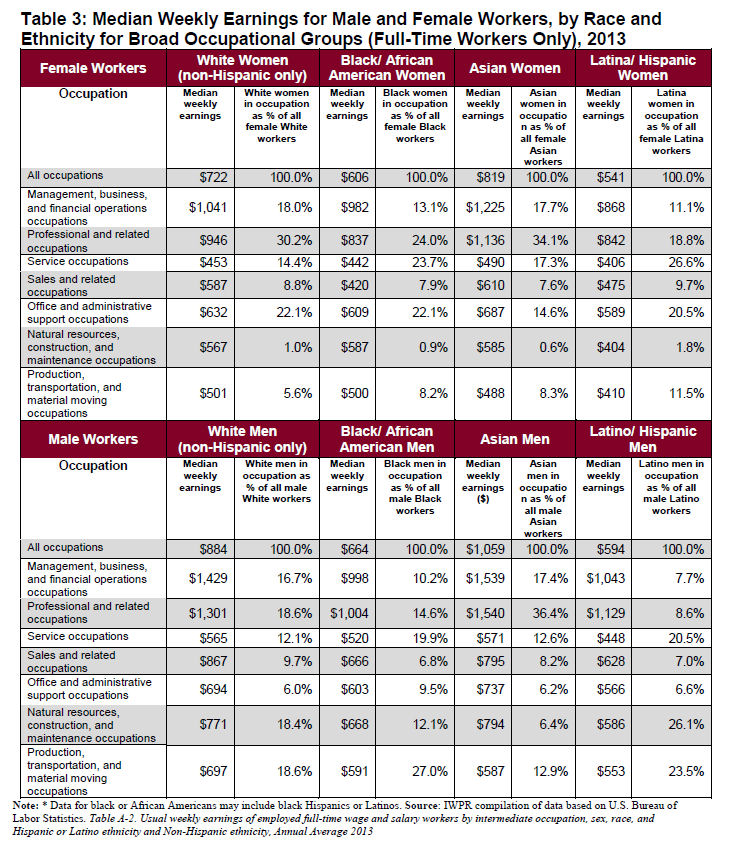 Table 3: Median Weekly Earnings for Male and Female Workers, by Race and
Ethnicity for Broad Occupational Groups (Full-Time Workers Only), 2013
Female Workers White Women (non-Hispanic only) Black/ African American Women Asian Women Latina/ Hispanic Women
Occupation Median weekly earnings White women in occupation as % of all female White workers Median weekly earnings Black women in occupation as % of all female Black workers Median weekly earnings Asian women in occupatio n as % of all female Asian workers Median weekly earnings Latina women in occupation as % of all female Latina workers
All occupations $722 100.0% $606 100.0% $819 100.0% $541 100.0%
Management, business, and financial operations occupations $1,041 18.0% $982 13.1% $1,225 17.7% $868 11.1%
Professional and related occupations $946 30.2% $837 24.0% $1,136 34.1% $842 18.8%
Service occupations $453 14.4% $442 23.7% $490 17.3% $406 26.6%
Sales and related occupations $587 8.8% $420 7.9% $610 7.6% $475 9.7%
Office and administrative support occupations $632 22.1% $609 22.1% $687 14.6% $589 20.5%
Natural resources, construction, and maintenance occupations $567 1.0% $587 0.9% $585 0.6% $404 1.8%
Production, transportation, and material moving occupations $501 5.6% $500 8.2% $488 8.3% $410 11.5%
Male Workers White Men (non-Hispanic only) Black/ African American Men Asian Men Latino/ Hispanic Men
Occupation Median weekly earnings White men in occupation as % of all male White workers Median weekly earnings Black men in occupation as % of all male Black workers Median weekly earnings ($) Asian men in occupatio n as % of all male Asian workers Median weekly earnings Latino men in occupation as % of all male Latino workers
All occupations $884 100.0% $664 100.0% $1,059 100.0% $594 100.0%
Management, business, and financial operations occupations $1,429 16.7% $998 10.2% $1,539 17.4% $1,043 7.7%
Professional and related occupations $1,301 18.6% $1,004 14.6% $1,540 36.4% $1,129 8.6%
Service occupations $565 12.1% $520 19.9% $571 12.6% $448 20.5%
Sales and related occupations $867 9.7% $666 6.8% $795 8.2% $628 7.0%
Office and administrative support occupations $694 6.0% $603 9.5% $737 6.2% $566 6.6%
Natural resources, construction, and maintenance occupations $771 18.4% $668 12.1% $794 6.4% $586 26.1%
Production, transportation, and material moving occupations $697 18.6% $591 27.0% $587 12.9% $553 23.5%
Note: * Data for black or African Americans may include black Hispanics or Latinos. Source: IWPR compilation of data based on U.S. Bureau of
Labor Statistics. Table A-2. Usual weekly earnings of employed full-time wage and salary workers by intermediate occupation, sex, race, and
Hispanic or Latino ethnicity and Non-Hispanic ethnicity, Annual Average 2013